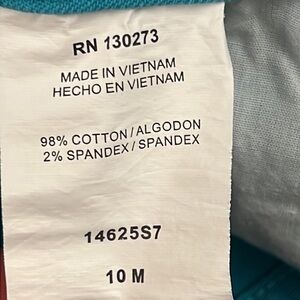 RN 130273
MADE IN VIETNAM
HECHO EN VIETNAM
98% COTTON/ALGODON
2% SPANDEX/SPANDEX
14625S7
10 M